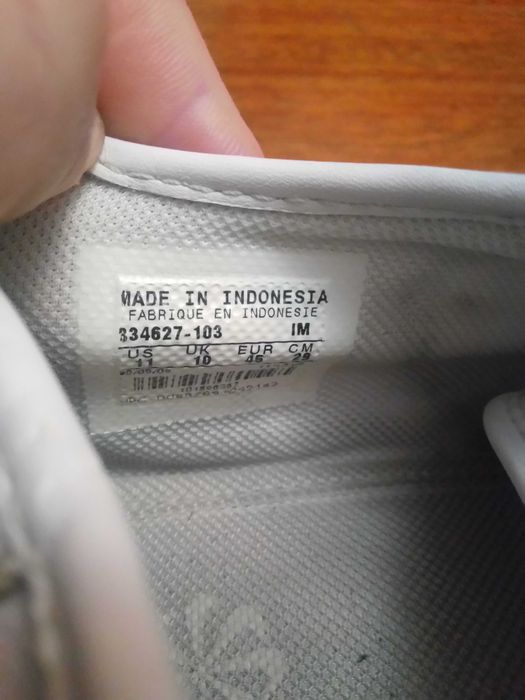 MADE IN INDONESIA
FABRIQUE EN INDONESIE
334627-103 IM
US UK EUR CM
11 10 45 29